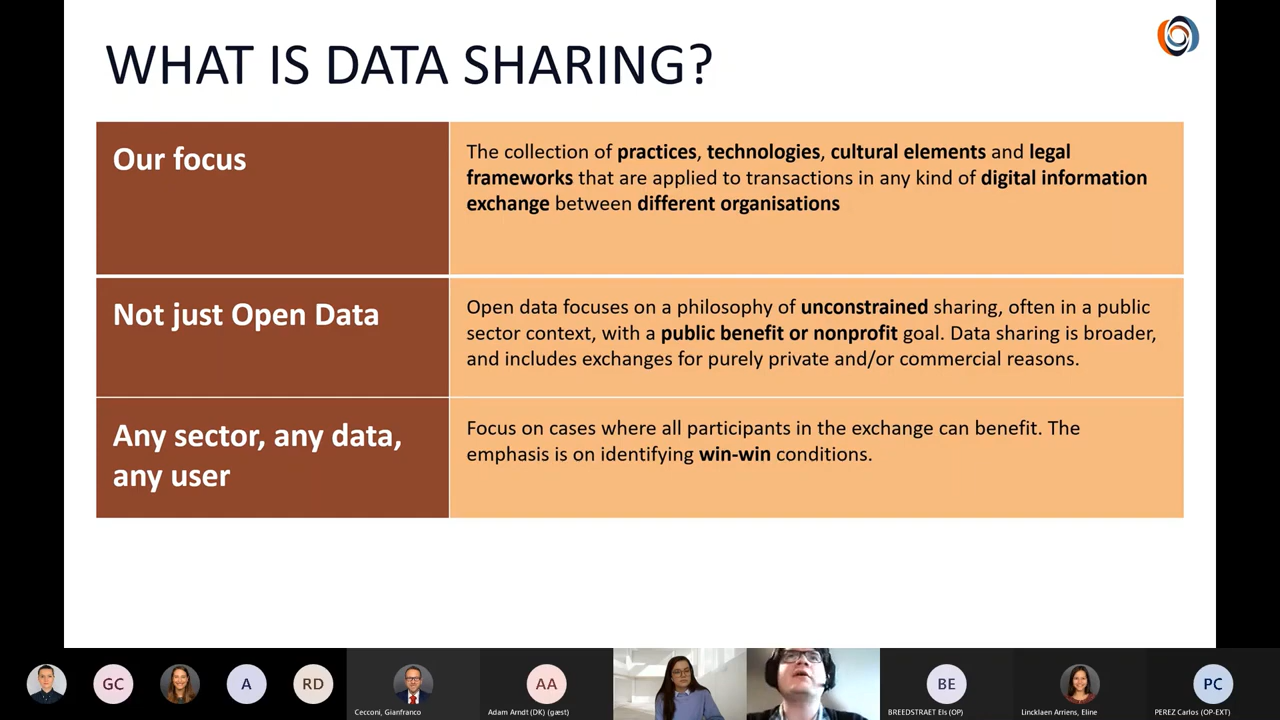 WHAT IS DATA SHARING?
Our focus
The collection of practices, technologies, cultural elements and legal
frameworks that are applied to transactions in any kind of digital information
exchange between different organisations
Not just Open Data
Open data focuses on a philosophy of unconstrained sharing, often in a public
sector context, with a public benefit or nonprofit goal. Data sharing is broader,
and includes exchanges for purely private and/or commercial reasons.
Any sector, any data,
any user
Focus on cases where all participants in the exchange can benefit. The
emphasis is on identifying win-win conditions.
GC
A
RD
AA
BE
PC
Cecconi, Gianfranco
Adam Arndt (DK) (gæst)
BREEDSTRAET Els (OP)
Lincklaen Arriens, Eline
PEREZ Carlos (OP-EXT)